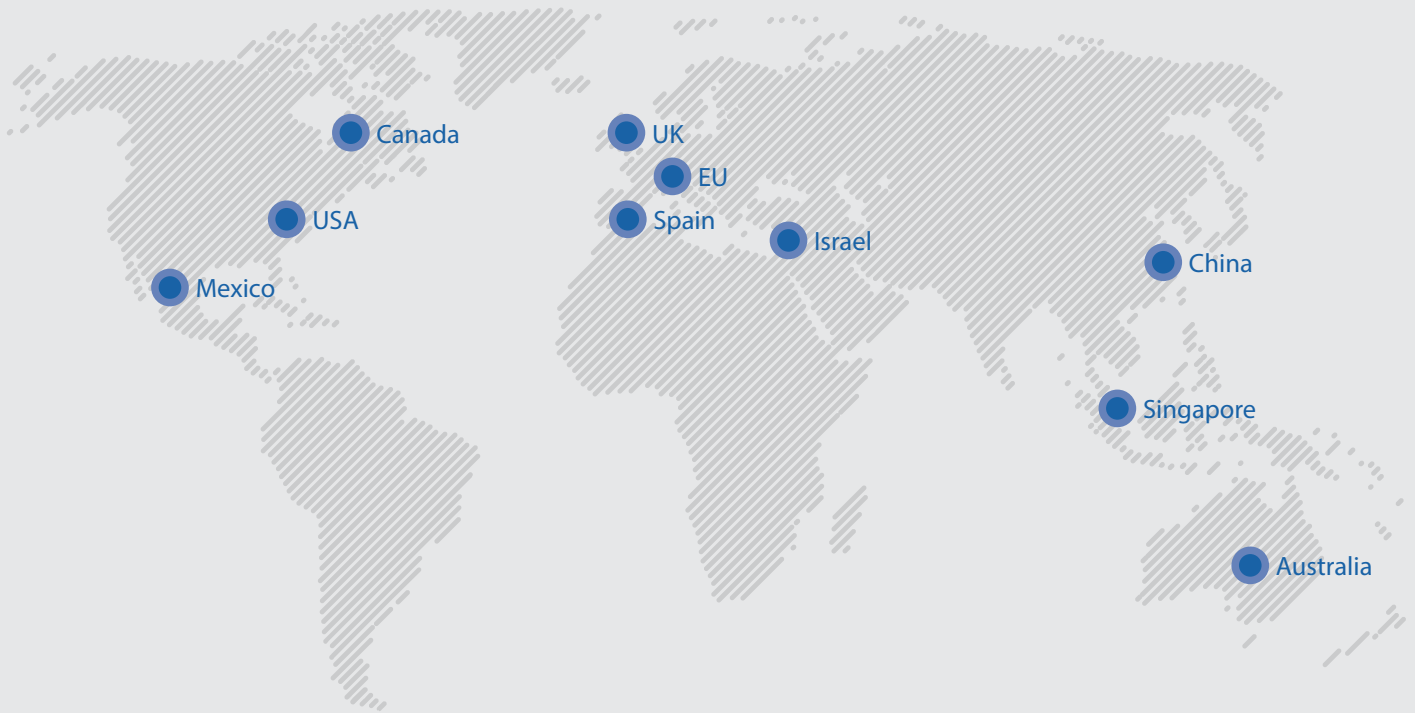 Canada
UK
EU
USA
Spain
Israel
China
Mexico
Singapore
Australia